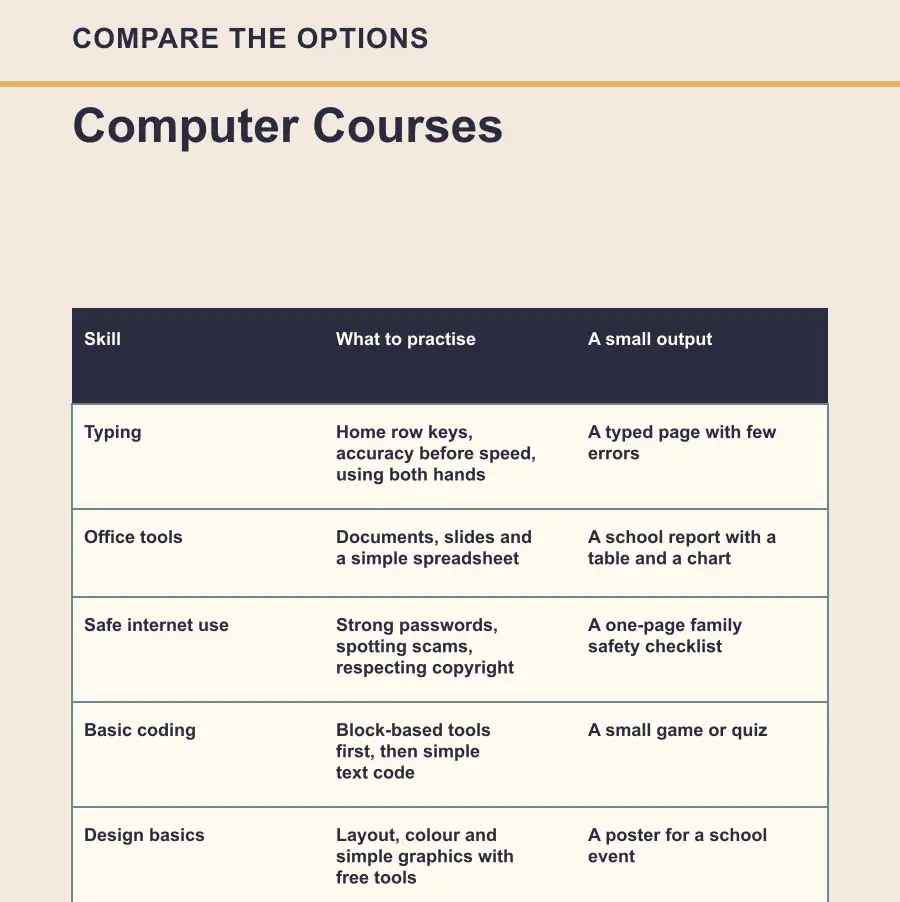 COMPARE THE OPTIONS
Computer Courses
Skill
What to practise
A small output
Typing
Home row keys,
accuracy before speed,
using both hands
A typed page with few
errors
Office tools
Documents, slides and
a simple spreadsheet
A school report with a
table and a chart
Safe internet use
Strong passwords,
spotting scams,
respecting copyright
A one-page family
safety checklist
Basic coding
Block-based tools
first, then simple
text code
A small game or quiz
Design basics
Layout, colour and
simple graphics with
free tools
A poster for a school
event